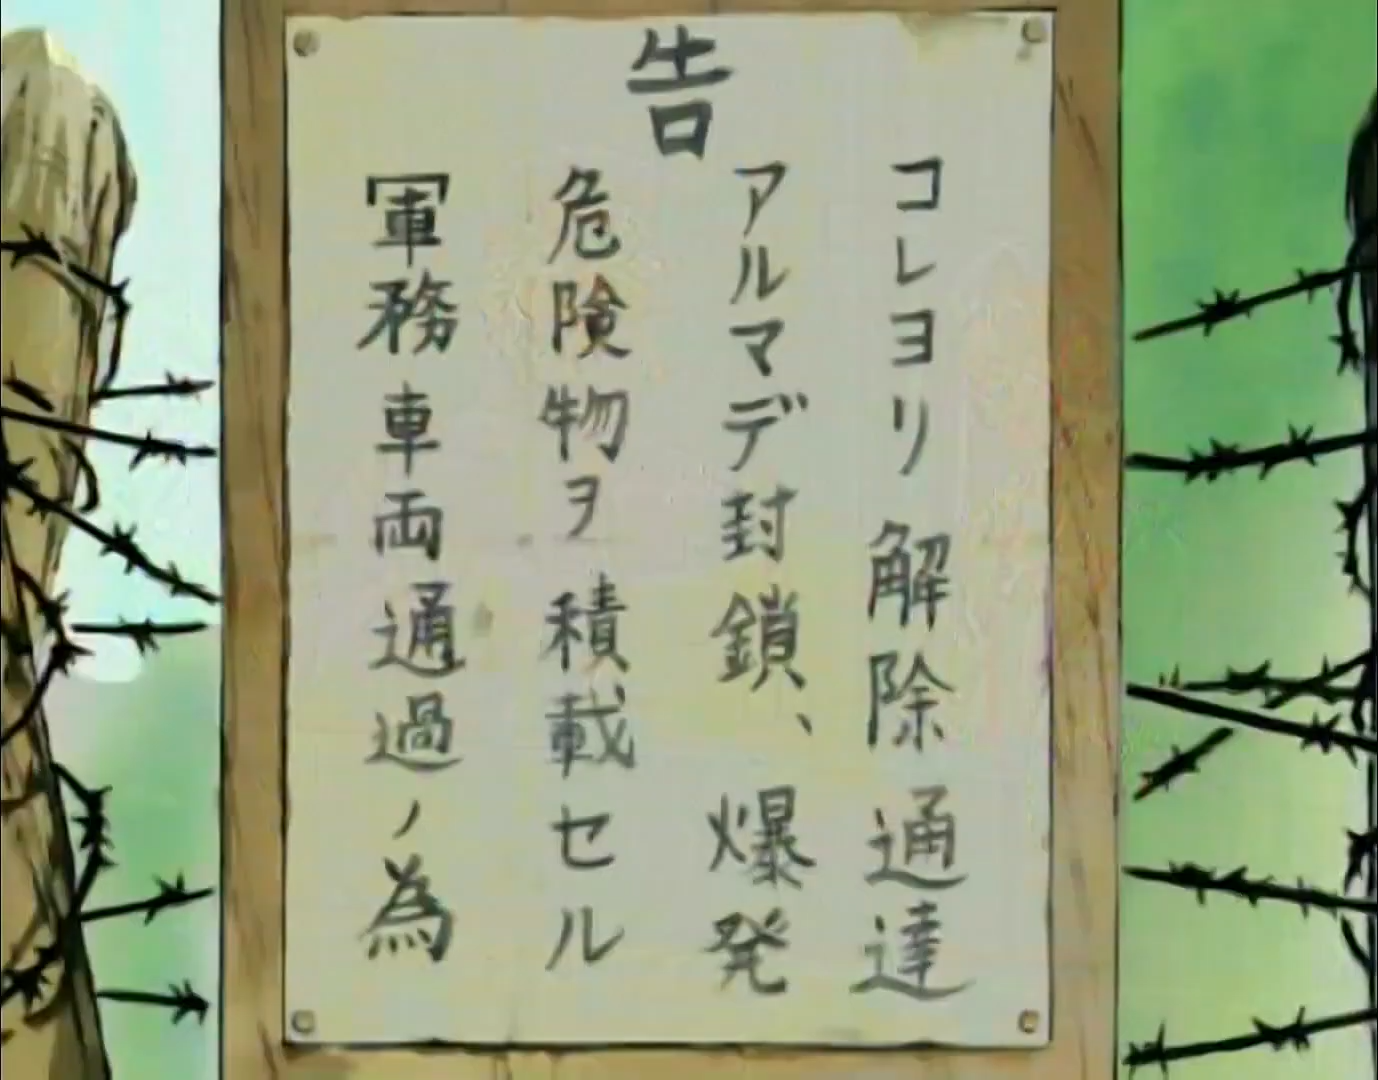 告
コレヨリ解除通達
アルマデ封鎖、爆発
危険物ヲ積載セル
軍務車両通過ノ為